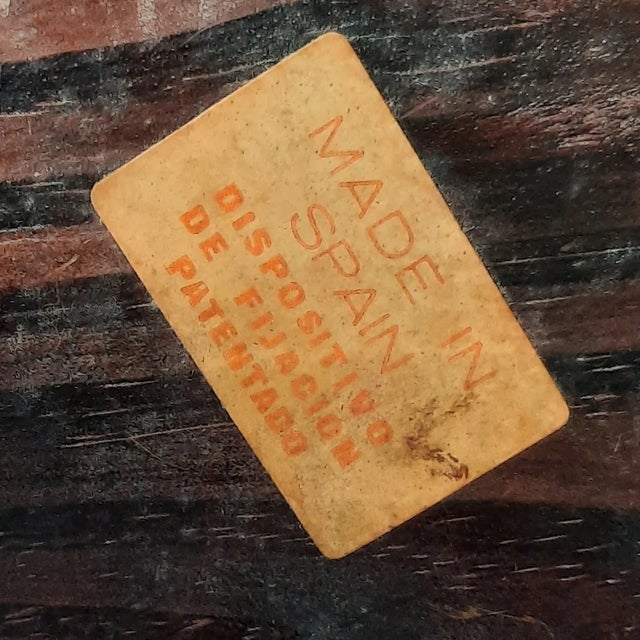 MADE IN
SPAIN
DISPOSITIVO
DE FIJACION
PATENTADO